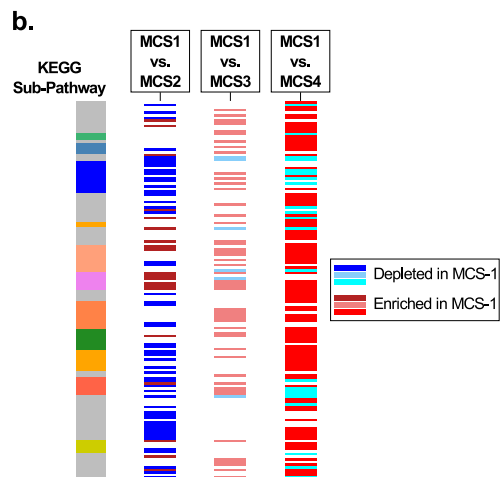 b.
KEGG
Sub-Pathway
MCS1
vs.
MCS2
MCS1
vs.
MCS3
MCS1
vs.
MCS4
Depleted in MCS-1
Enriched in MCS-1